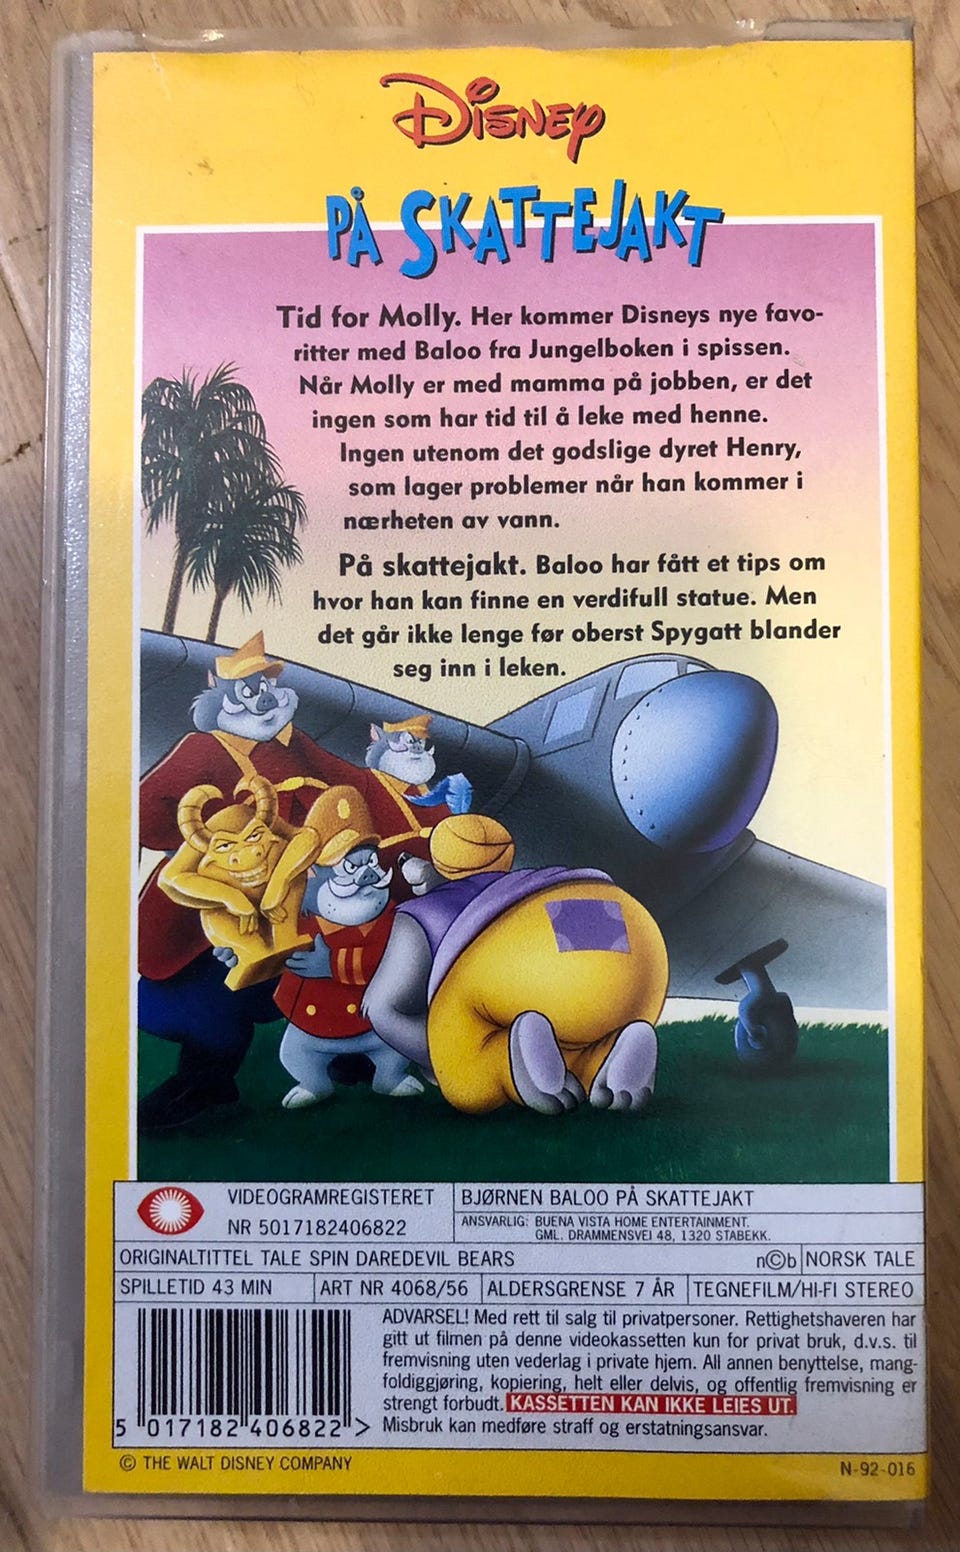 Disney
PÅ SKATTEJAKT
Tid for Molly. Her kommer Disneys nye favo-
ritter med Baloo fra Jungelboken i spissen.
Når Molly er med mamma på jobben, er det
ingen som har tid til å leke med henne.
Ingen utenom det godslige dyret Henry,
som lager problemer når han kommer i
nærheten av vann.
På skattejakt. Baloo har fått et tips om
hvor han kan finne en verdifull statue. Men
det går ikke lenge før oberst Spygatt blander
seg inn i leken.
VIDEOGRAMREGISTERET
NR 5017182406822
BJØRNEN BALOO PÅ SKATTEJAKT
ANSVARLIG: BUENA VISTA HOME ENTERTAINMENT.
GML. DRAMMENSVEI 48, 1320 STABEKK.
ORIGINALTITTEL TALE SPIN DAREDEVIL BEARS
n©b NORSK TALE
SPILLETID 43 MIN ART NR 4068/56 ALDERSGRENSE 7 ÅR TEGNEFILM/HI-FI STEREO
ADVARSEL! Med rett til salg til privatpersoner. Rettighetshaveren har
gitt ut filmen på denne videokassetten kun for privat bruk, d.v.s. til
fremvisning uten vederlag i private hjem. All annen benyttelse, mang-
foldiggjøring, kopiering, helt eller delvis, og offentlig fremvisning er
strengt forbudt. KASSETTEN KAN IKKE LEIES UT.
Misbruk kan medføre straff og erstatningsansvar.
5 017182 406822 >
© THE WALT DISNEY COMPANY
N-92-016